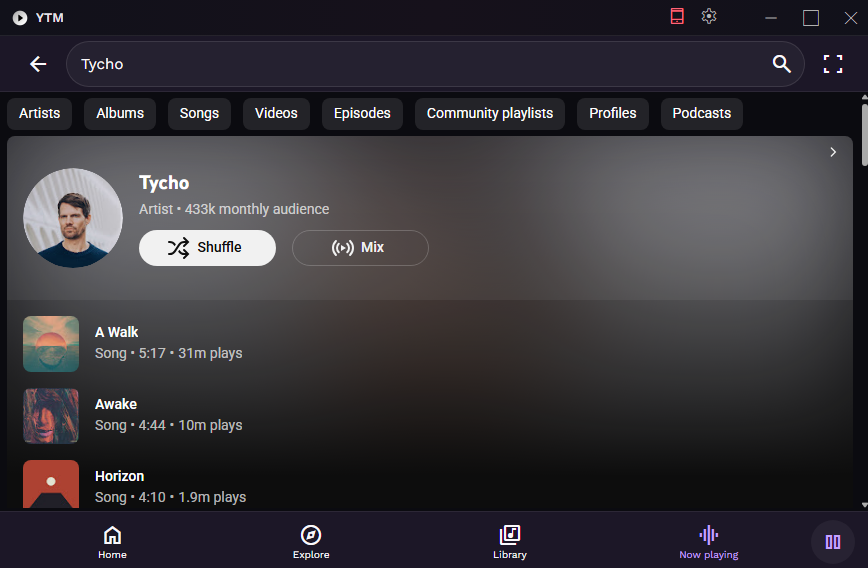 YTM
Tycho
Artists Albums Songs Videos Episodes Community playlists Profiles Podcasts
Tycho
Artist • 433k monthly audience
Shuffle Mix
A Walk
Song • 5:17 • 31m plays
Awake
Song • 4:44 • 10m plays
Horizon
Song • 4:10 • 1.9m plays
Home Explore Library Now playing